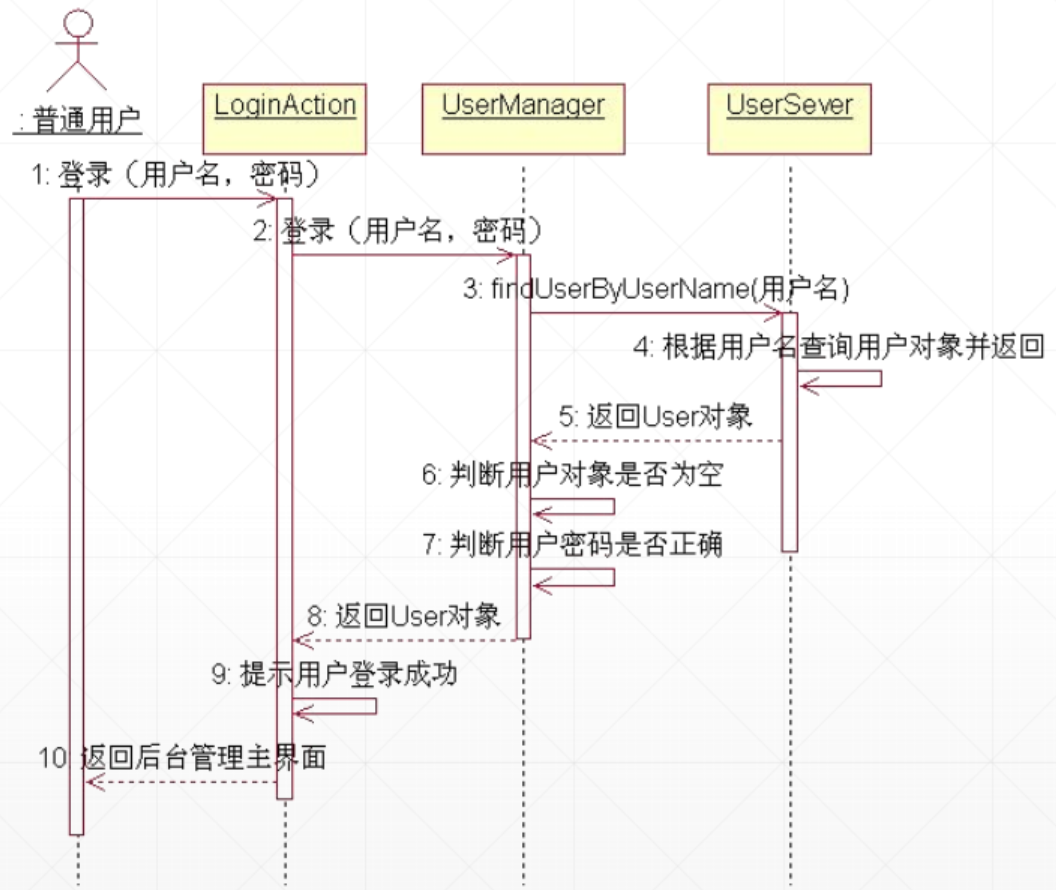 : 普通用户
LoginAction
UserManager
UserSever
1: 登录（用户名，密码）
2: 登录（用户名，密码）
3: findUserByUserName(用户名)
4: 根据用户名查询用户对象并返回
5: 返回User对象
6: 判断用户对象是否为空
7: 判断用户密码是否正确
8: 返回User对象
9: 提示用户登录成功
10 返回后台管理主界面